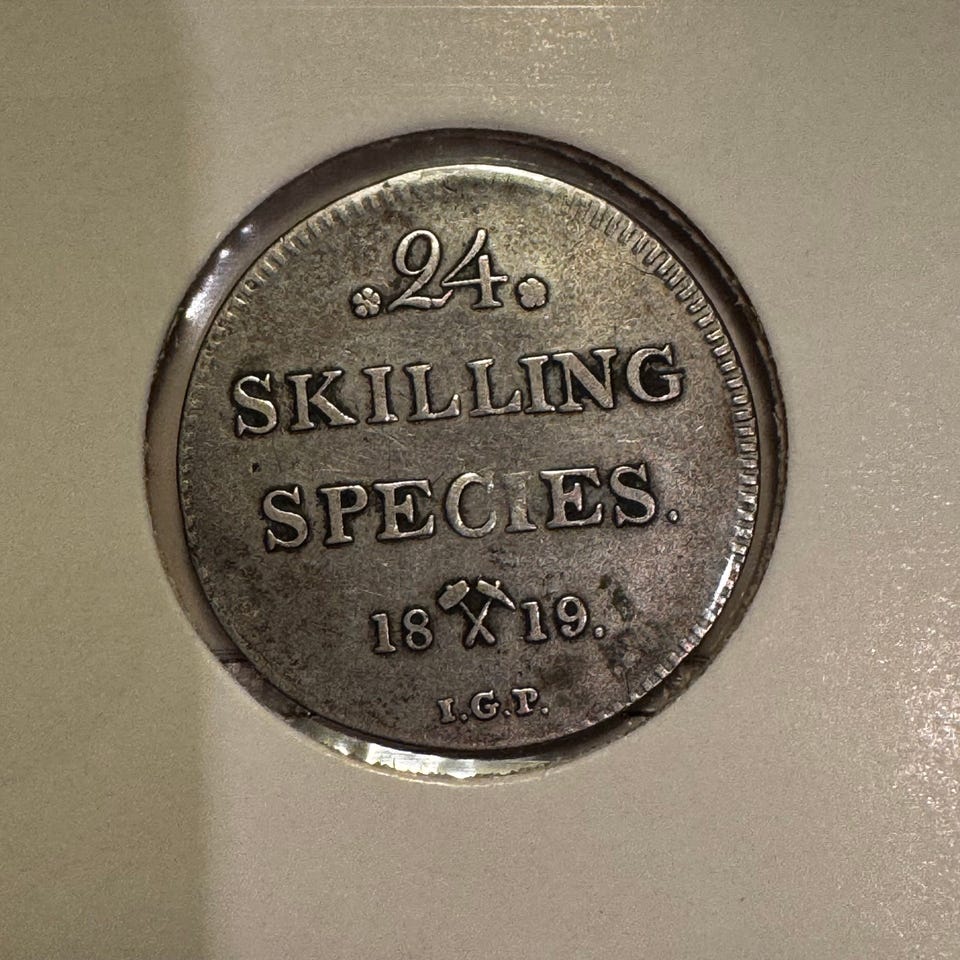 .24.
SKILLING
SPECIES.
18 19.
I.G.P.